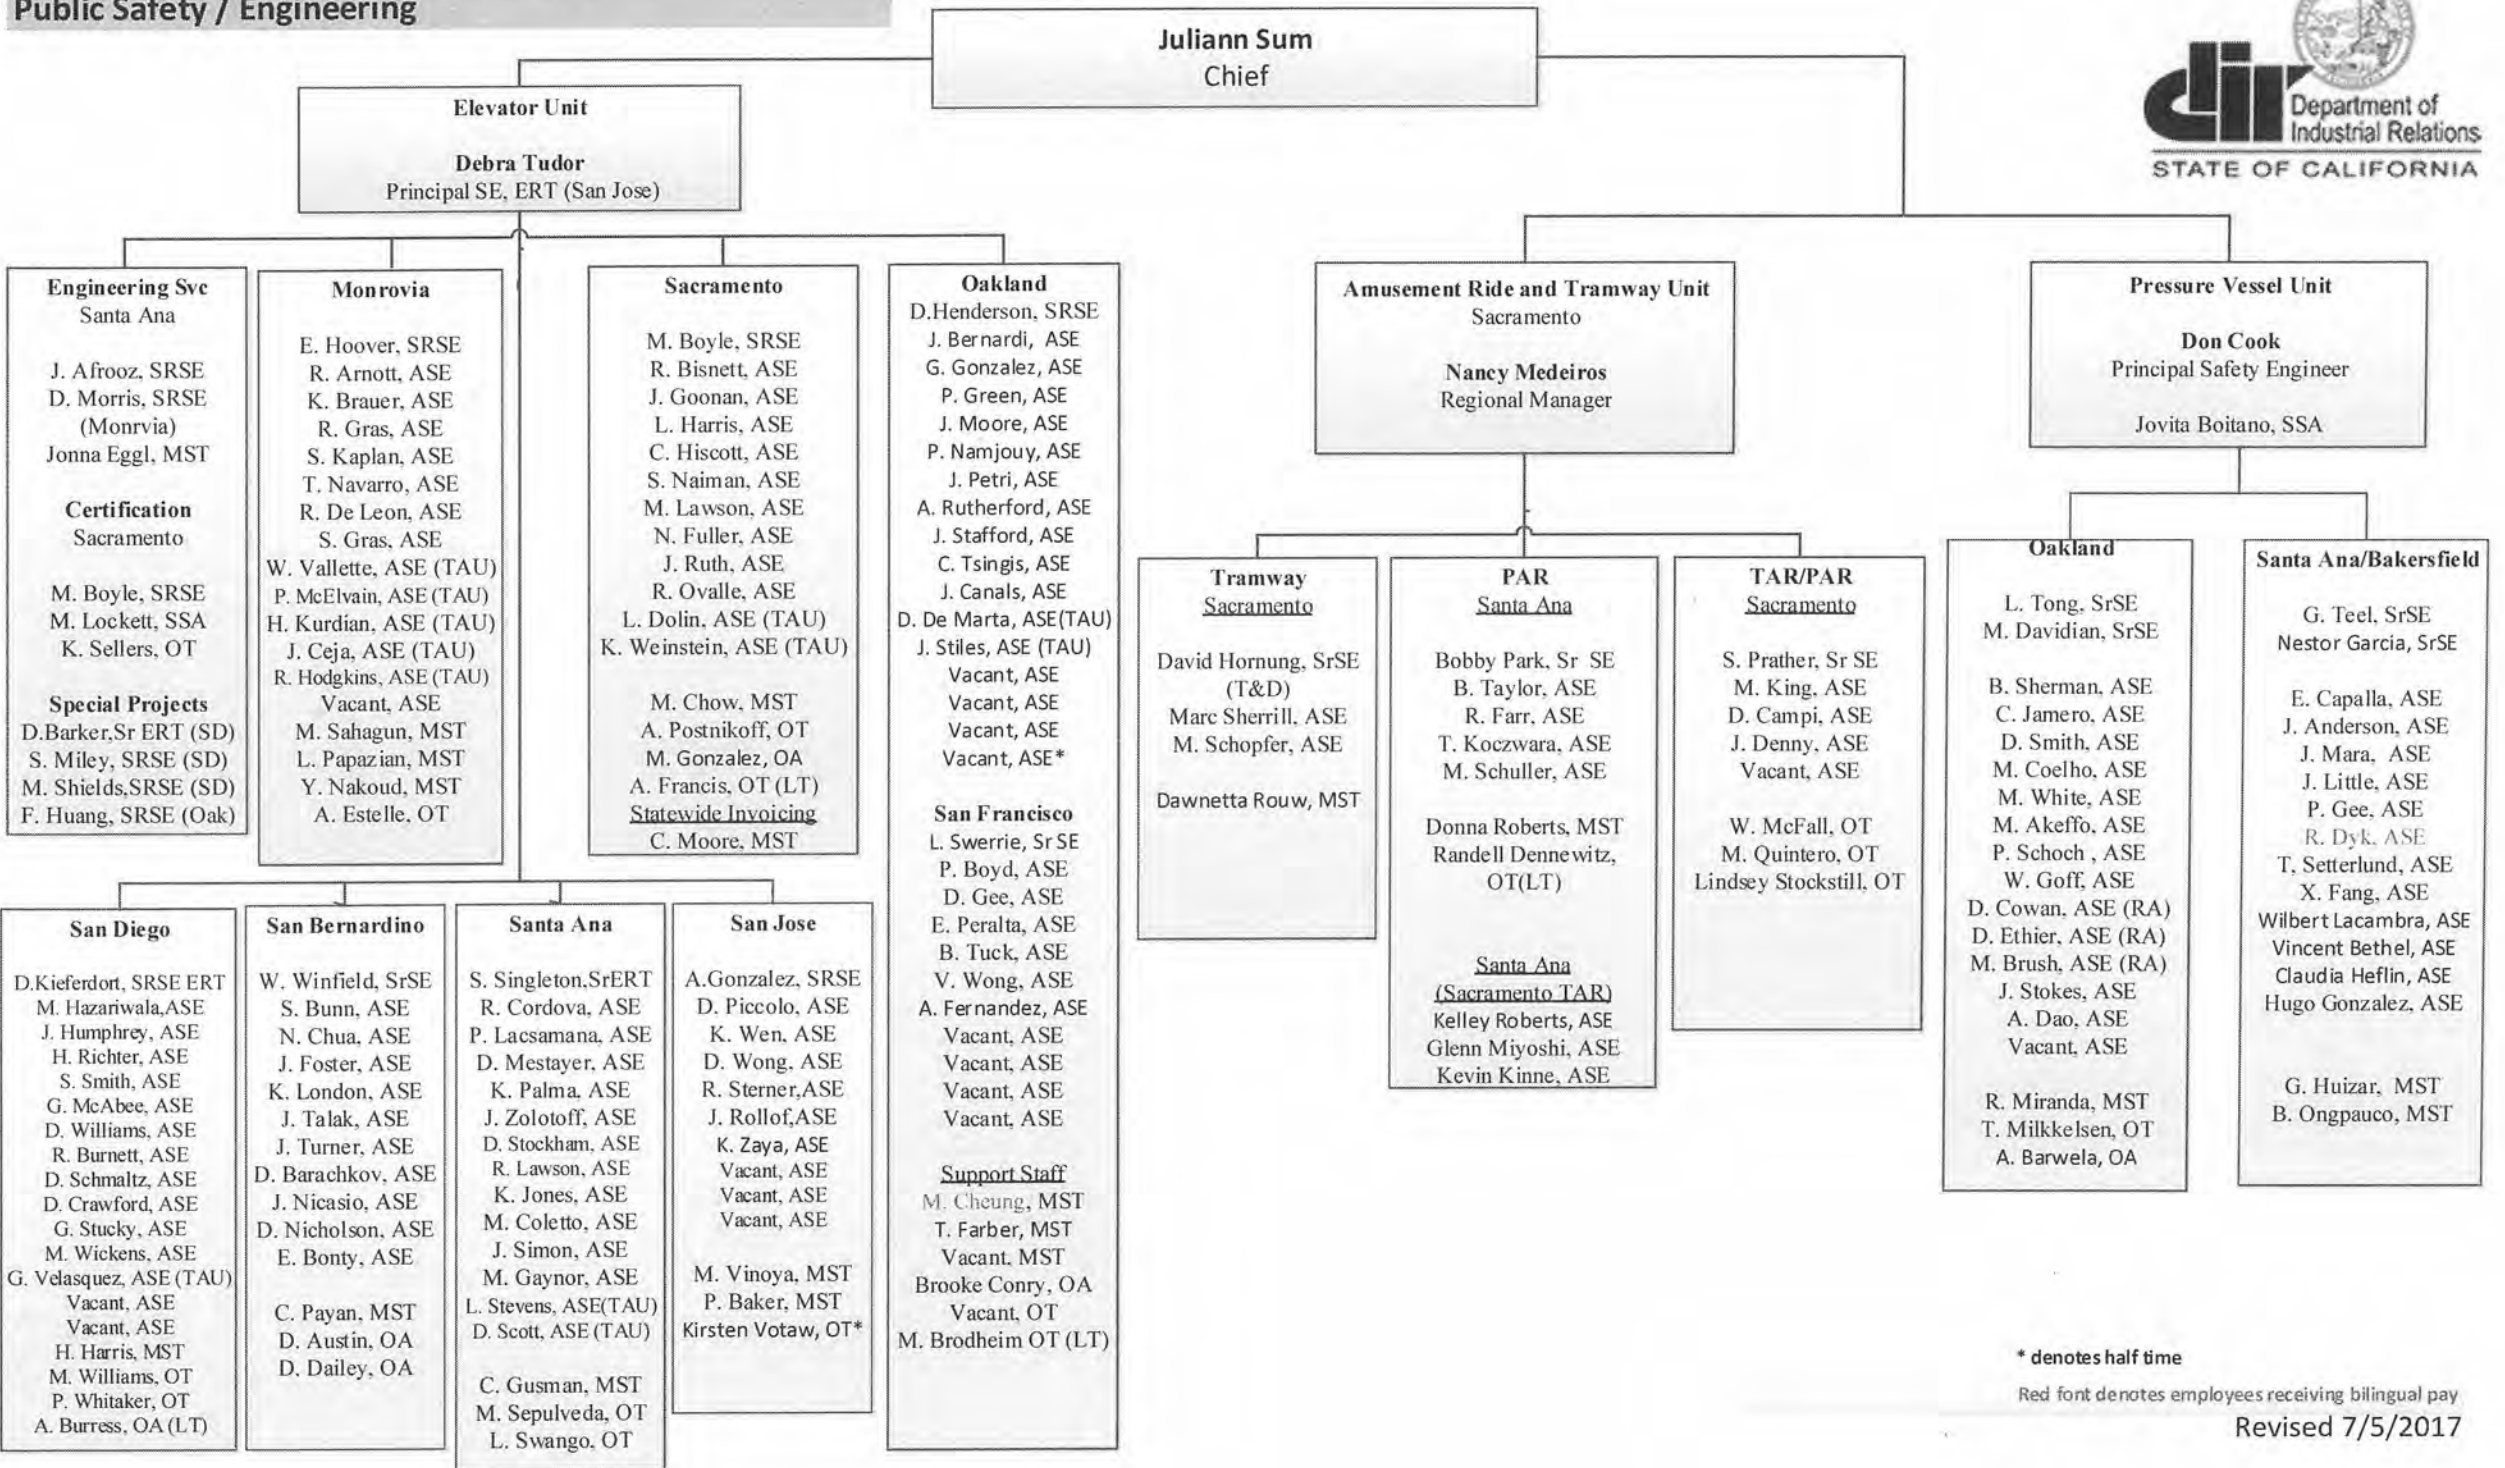 Public Safety / Engineering
Juliann Sum
Chief
Department of
Industrial Relations
STATE OF CALIFORNIA
Elevator Unit
Debra Tudor
Principal SE, ERT (San Jose)
Engineering Svc
Santa Ana
J. Afrooz, SRSE
D. Morris, SRSE
(Monrvia)
Jonna Eggl, MST
Certification
Sacramento
M. Boyle, SRSE
M. Lockett, SSA
K. Sellers, OT
Special Projects
D.Barker,Sr ERT (SD)
S. Miley, SRSE (SD)
M. Shields,SRSE (SD)
F. Huang, SRSE (Oak)
Monrovia
E. Hoover, SRSE
R. Arnott, ASE
K. Brauer, ASE
R. Gras, ASE
S. Kaplan, ASE
T. Navarro, ASE
R. De Leon, ASE
S. Gras, ASE
W. Vallette, ASE (TAU)
P. McElvain, ASE (TAU)
H. Kurdian, ASE (TAU)
J. Ceja, ASE (TAU)
R. Hodgkins, ASE (TAU)
Vacant, ASE
M. Sahagun, MST
L. Papazian, MST
Y. Nakoud, MST
A. Estelle, OT
Sacramento
M. Boyle, SRSE
R. Bisnett, ASE
J. Goonan, ASE
L. Harris, ASE
C. Hiscott, ASE
S. Naiman, ASE
M. Lawson, ASE
N. Fuller, ASE
J. Ruth, ASE
R. Ovalle, ASE
L. Dolin, ASE (TAU)
K. Weinstein, ASE (TAU)
M. Chow, MST
A. Postnikoff, OT
M. Gonzalez, OA
A. Francis, OT (LT)
Statewide Invoicing
C. Moore, MST
Oakland
D.Henderson, SRSE
J. Bernardi, ASE
G. Gonzalez, ASE
P. Green, ASE
J. Moore, ASE
P. Namjouy, ASE
J. Petri, ASE
A. Rutherford, ASE
J. Stafford, ASE
C. Tsingis, ASE
J. Canals, ASE
D. De Marta, ASE(TAU)
J. Stiles, ASE (TAU)
Vacant, ASE
Vacant, ASE
Vacant, ASE
Vacant, ASE*
San Francisco
L. Swerrie, Sr SE
P. Boyd, ASE
D. Gee, ASE
E. Peralta, ASE
B. Tuck, ASE
V. Wong, ASE
A. Fernandez, ASE
Vacant, ASE
Vacant, ASE
Vacant, ASE
Vacant, ASE
Support Staff
M. Cheung, MST
T. Farber, MST
Vacant, MST
Brooke Conry, OA
Vacant, OT
M. Brodheim OT (LT)
San Diego
D.Kieferdort, SRSE ERT
M. Hazariwala,ASE
J. Humphrey, ASE
H. Richter, ASE
S. Smith, ASE
G. McAbee, ASE
D. Williams, ASE
R. Burnett, ASE
D. Schmaltz, ASE
D. Crawford, ASE
G. Stucky, ASE
M. Wickens, ASE
G. Velasquez, ASE (TAU)
Vacant, ASE
Vacant, ASE
H. Harris, MST
M. Williams, OT
P. Whitaker, OT
A. Burress, OA (LT)
San Bernardino
W. Winfield, SrSE
S. Bunn, ASE
N. Chua, ASE
J. Foster, ASE
K. London, ASE
J. Talak, ASE
J. Turner, ASE
D. Barachkov, ASE
J. Nicasio, ASE
D. Nicholson, ASE
E. Bonty, ASE
C. Payan, MST
D. Austin, OA
D. Dailey, OA
Santa Ana
S. Singleton,SrERT
R. Cordova, ASE
P. Lacsamana, ASE
D. Mestayer, ASE
K. Palma, ASE
J. Zolotoff, ASE
D. Stockham, ASE
R. Lawson, ASE
K. Jones, ASE
M. Coletto, ASE
J. Simon, ASE
M. Gaynor, ASE
L. Stevens, ASE(TAU)
D. Scott, ASE (TAU)
C. Gusman, MST
M. Sepulveda, OT
L. Swango, OT
San Jose
A.Gonzalez, SRSE
D. Piccolo, ASE
K. Wen, ASE
D. Wong, ASE
R. Sterner,ASE
J. Rollof,ASE
K. Zaya, ASE
Vacant, ASE
Vacant, ASE
Vacant, ASE
M. Vinoya, MST
P. Baker, MST
Kirsten Votaw, OT*
Amusement Ride and Tramway Unit
Sacramento
Nancy Medeiros
Regional Manager
Tramway
Sacramento
David Hornung, SrSE
(T&D)
Marc Sherrill, ASE
M. Schopfer, ASE
Dawnetta Rouw, MST
PAR
Santa Ana
Bobby Park, Sr SE
B. Taylor, ASE
R. Farr, ASE
T. Koczwara, ASE
M. Schuller, ASE
Donna Roberts, MST
Randell Dennewitz,
OT(LT)
Santa Ana
(Sacramento TAR)
Kelley Roberts, ASE
Glenn Miyoshi, ASE
Kevin Kinne, ASE
TAR/PAR
Sacramento
S. Prather, Sr SE
M. King, ASE
D. Campi, ASE
J. Denny, ASE
Vacant, ASE
W. McFall, OT
M. Quintero, OT
Lindsey Stockstill, OT
Pressure Vessel Unit
Don Cook
Principal Safety Engineer
Jovita Boitano, SSA
Oakland
L. Tong, SrSE
M. Davidian, SrSE
B. Sherman, ASE
C. Jamero, ASE
D. Smith, ASE
M. Coelho, ASE
M. White, ASE
M. Akeffo, ASE
P. Schoch , ASE
W. Goff, ASE
D. Cowan, ASE (RA)
D. Ethier, ASE (RA)
M. Brush, ASE (RA)
J. Stokes, ASE
A. Dao, ASE
Vacant, ASE
R. Miranda, MST
T. Milkkelsen, OT
A. Barwela, OA
Santa Ana/Bakersfield
G. Teel, SrSE
Nestor Garcia, SrSE
E. Capalla, ASE
J. Anderson, ASE
J. Mara, ASE
J. Little, ASE
P. Gee, ASE
R. Dyk, ASE
T, Setterlund, ASE
X. Fang, ASE
Wilbert Lacambra, ASE
Vincent Bethel, ASE
Claudia Heflin, ASE
Hugo Gonzalez, ASE
G. Huizar, MST
B. Ongpauco, MST
* denotes half time
Red font denotes employees receiving bilingual pay
Revised 7/5/2017